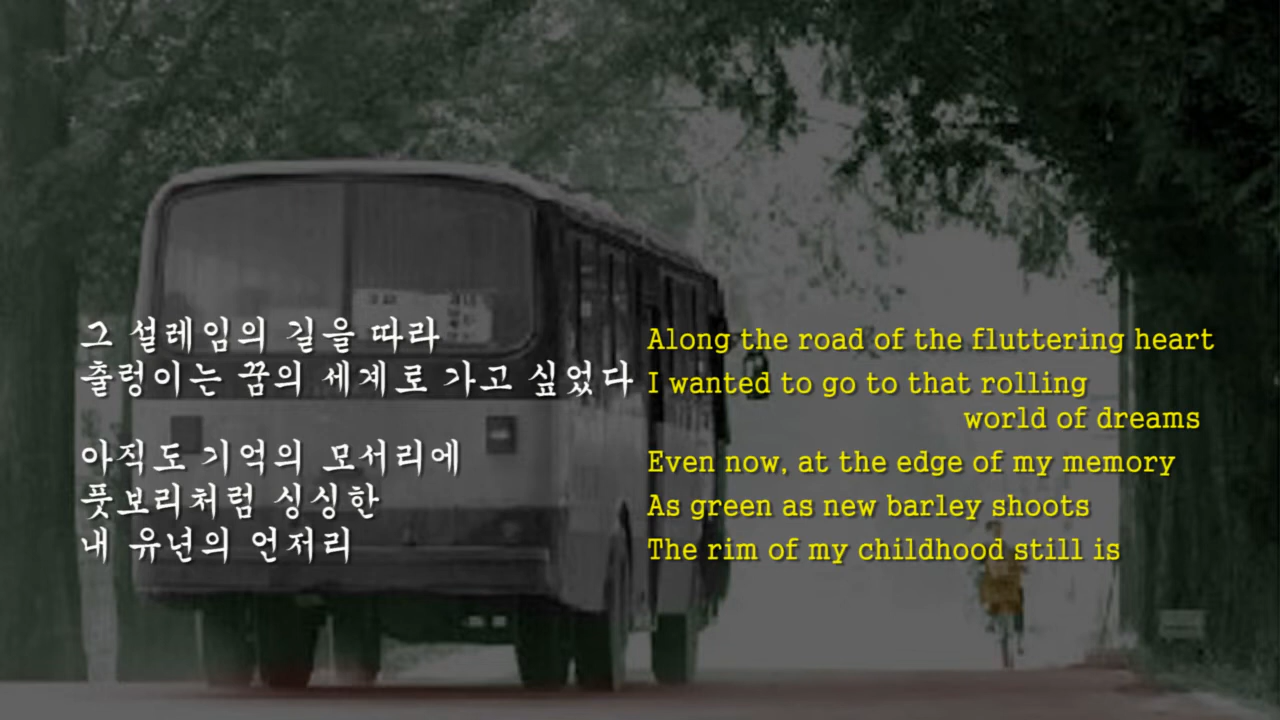 그 설레임의 길을 따라
출렁이는 꿈의 세계로 가고 싶었다
아직도 기억의 모서리에
풋보리처럼 싱싱한
내 유년의 언저리
Along the road of the fluttering heart
I wanted to go to that rolling
world of dreams
Even now, at the edge of my memory
As green as new barley shoots
The rim of my childhood still is